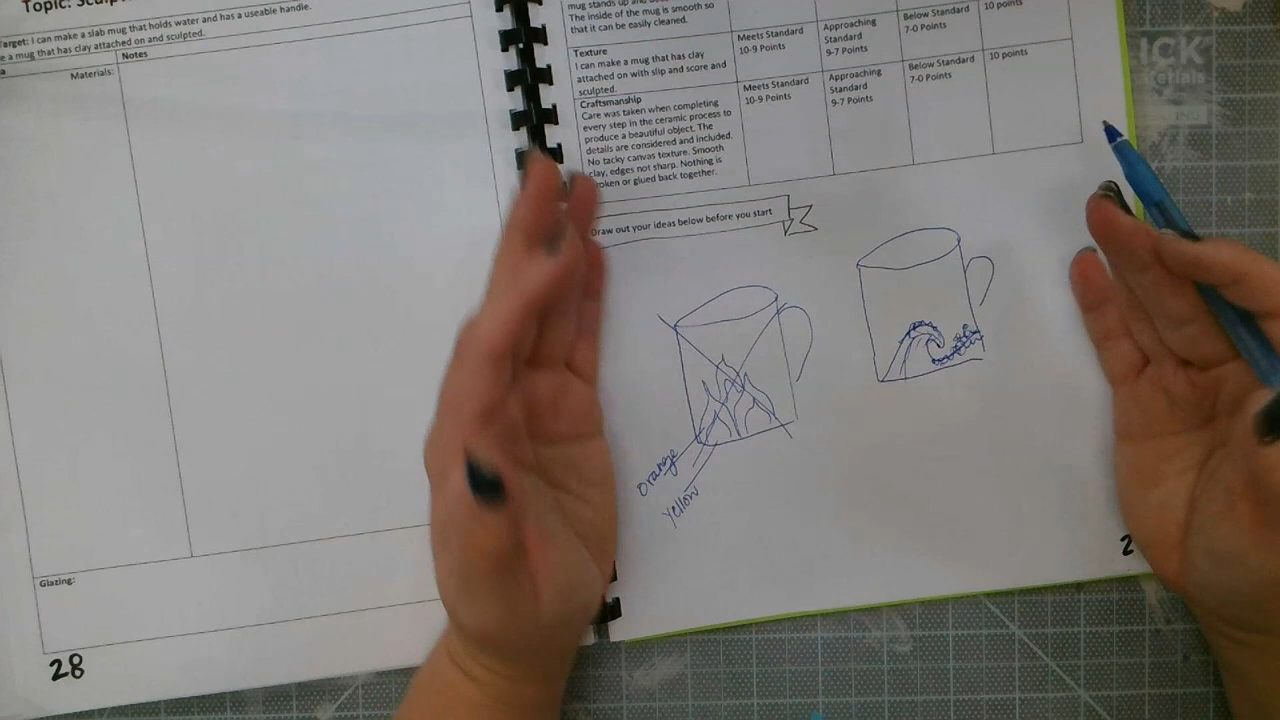 Topic:
Target: I can make a slab mug that holds water and has a useable handle.
e a mug that has clay attached on and sculpted.
Materials:
Notes
Glazing:
28
mug stands up and
The inside of the mug is smooth so
that it can be easily cleaned.
Below Standard
7-0 Points
10 points
Texture
I can make a mug that has clay
attached on with slip and score and
sculpted.
Meets Standard
10-9 Points
Approaching
Standard
9-7 Points
Below Standard
7-0 Points
10 points
Craftsmanship
Care was taken when completing
every step in the ceramic process to
produce a beautiful object. The
details are considered and included.
No tacky canvas texture. Smooth
clay, edges not sharp. Nothing is
broken or glued back together.
Meets Standard
10-9 Points
Approaching
Standard
9-7 Points
Draw out your ideas below before you start
orange
yellow
2
ICK